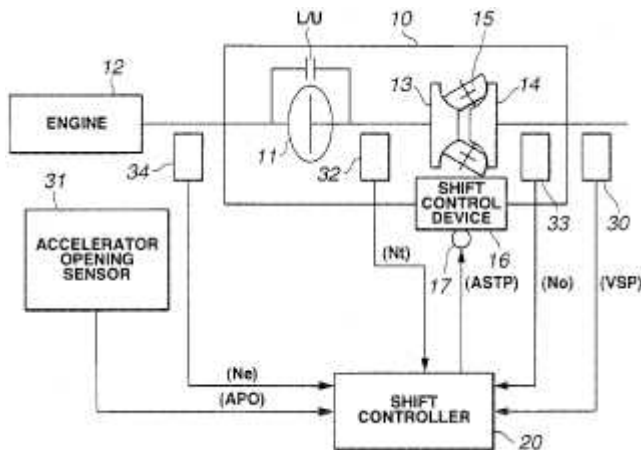 L/U
10
15
12
13
14
ENGINE
11
34
32
31
SHIFT
CONTROL
DEVICE
33
30
ACCELERATOR
OPENING
SENSOR
16
17
(Nt)
(ASTP)
(No)
(VSP)
(Ne)
(APO)
SHIFT
CONTROLLER
20